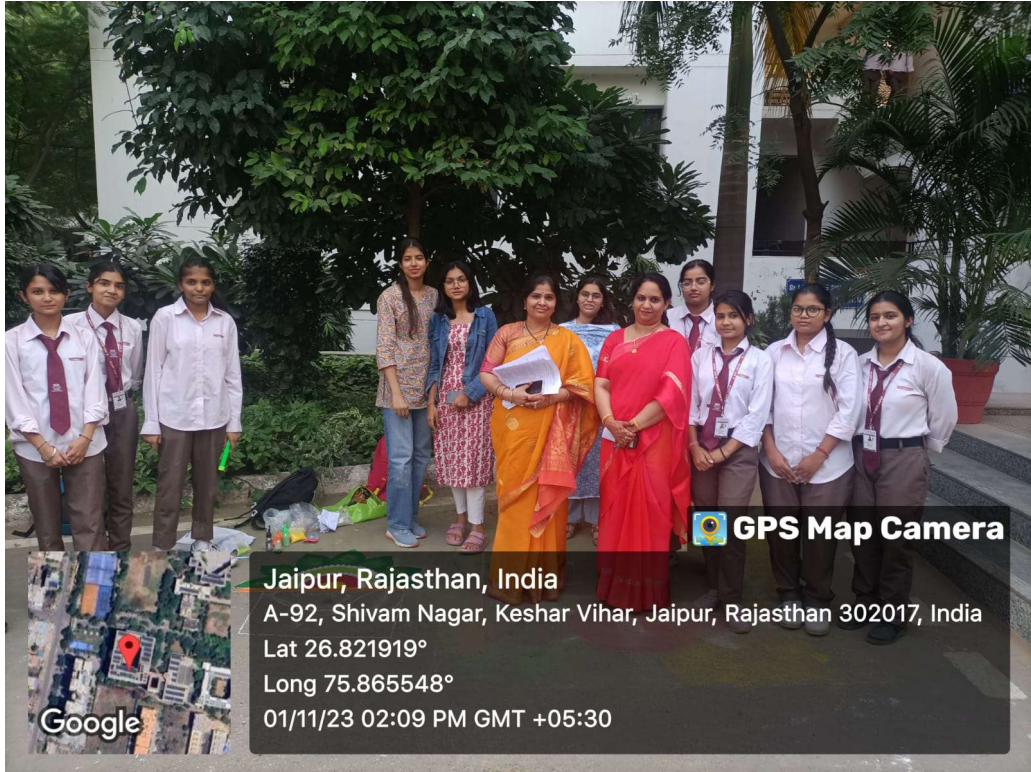 GPS Map Camera
Jaipur, Rajasthan, India
A-92, Shivam Nagar, Keshar Vihar, Jaipur, Rajasthan 302017, India
Lat 26.821919°
Long 75.865548°
01/11/23 02:09 PM GMT +05:30
Google